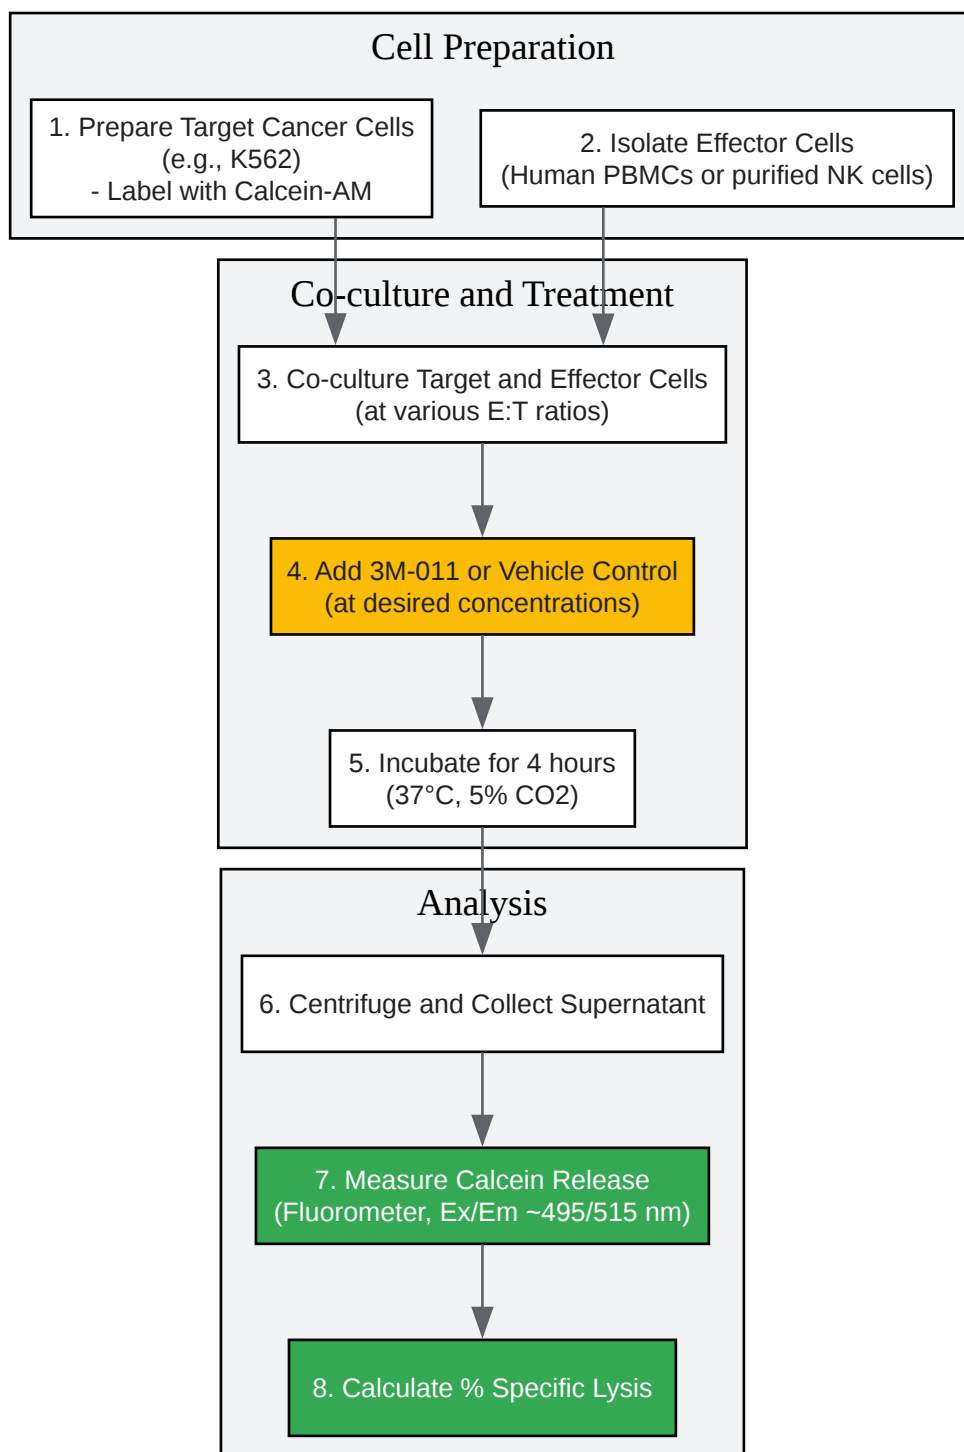 Cell Preparation
1. Prepare Target Cancer Cells
(e.g., K562)
- Label with Calcein-AM
2. Isolate Effector Cells
(Human PBMCs or purified NK cells)
Co-culture and Treatment
3. Co-culture Target and Effector Cells
(at various E:T ratios)
4. Add 3M-011 or Vehicle Control
(at desired concentrations)
5. Incubate for 4 hours
(37°C, 5% CO2)
Analysis
6. Centrifuge and Collect Supernatant
7. Measure Calcein Release
(Fluorometer, Ex/Em ~495/515 nm)
8. Calculate % Specific Lysis